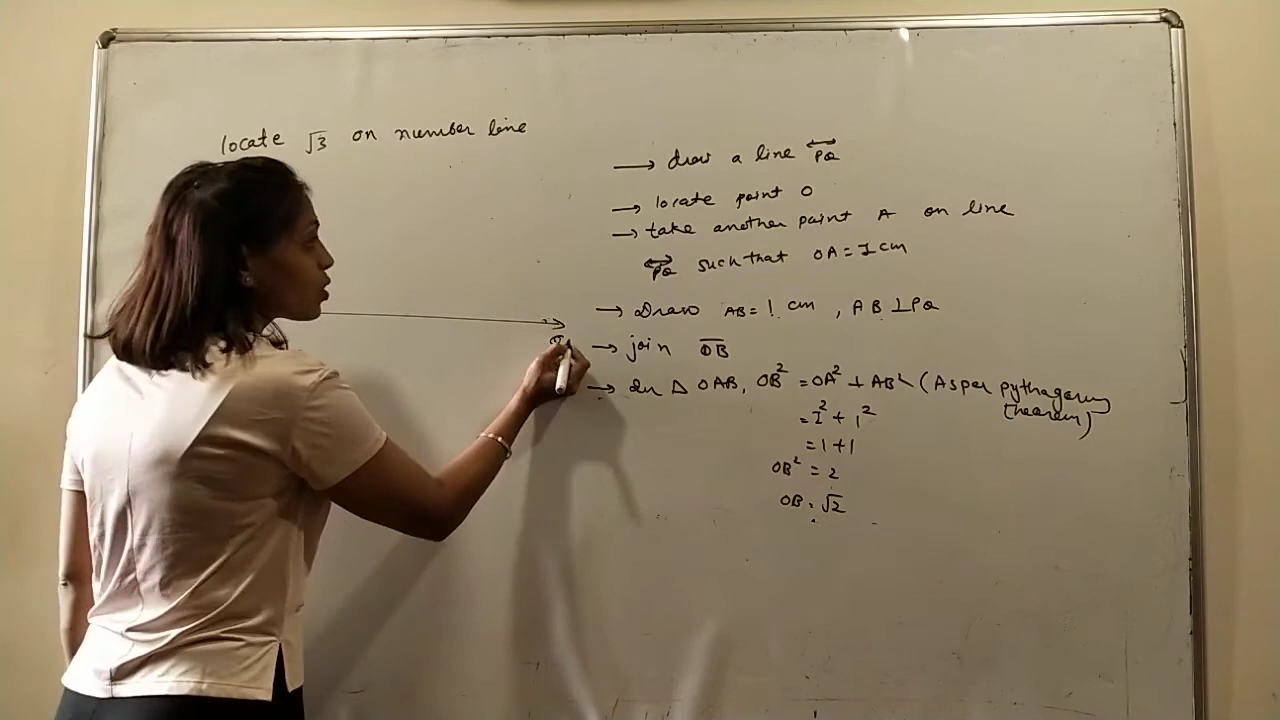 locate √3 on number line
→ draw a line PQ
→ locate point O
→ take another point A on line
PQ such that OA = 1 cm
→ Draw AB = 1 cm , AB ⊥ PQ
→ join OB
→ In △ OAB, OB² = OA² + AB² (As per pythagorus
theorem)
= 1² + 1²
= 1 + 1
OB² = 2
OB = √2
Q